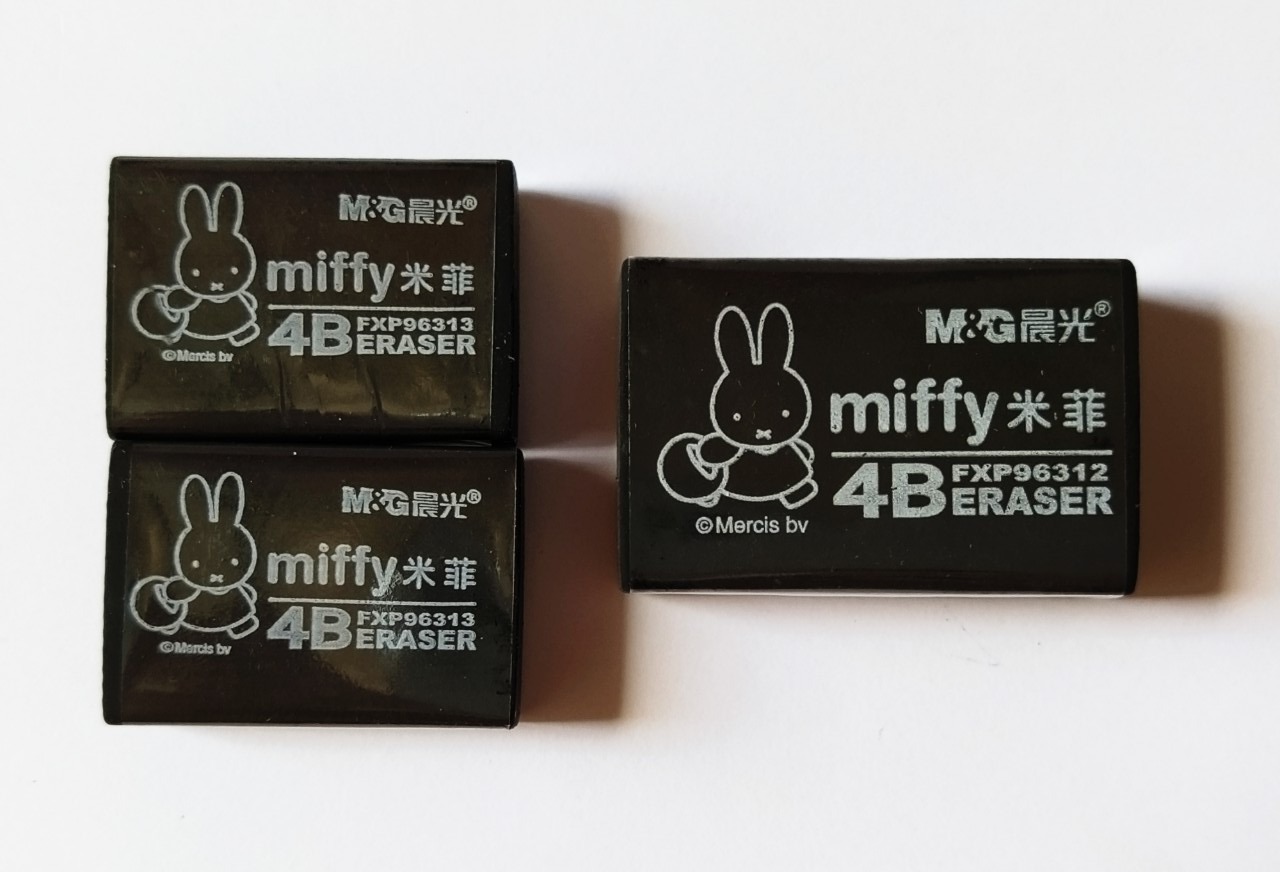 M&G晨光®
miffy米菲
4B FXP96313
ERASER
©Mercis bv
M&G晨光®
miffy米菲
4B FXP96313
ERASER
©Mercis bv
M&G晨光®
miffy米菲
4B FXP96312
ERASER
©Mercis bv